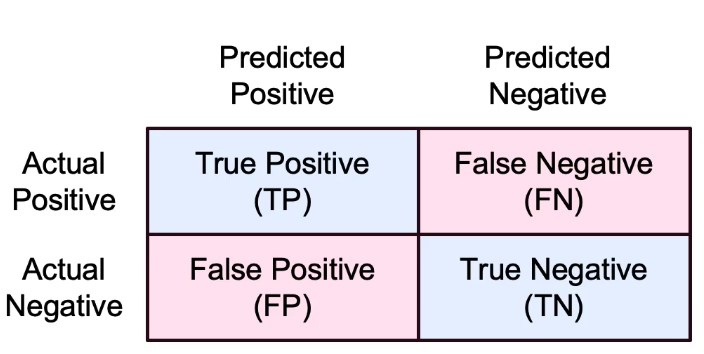 Predicted Positive
Predicted Negative
Actual Positive
True Positive (TP)
False Negative (FN)
Actual Negative
False Positive (FP)
True Negative (TN)